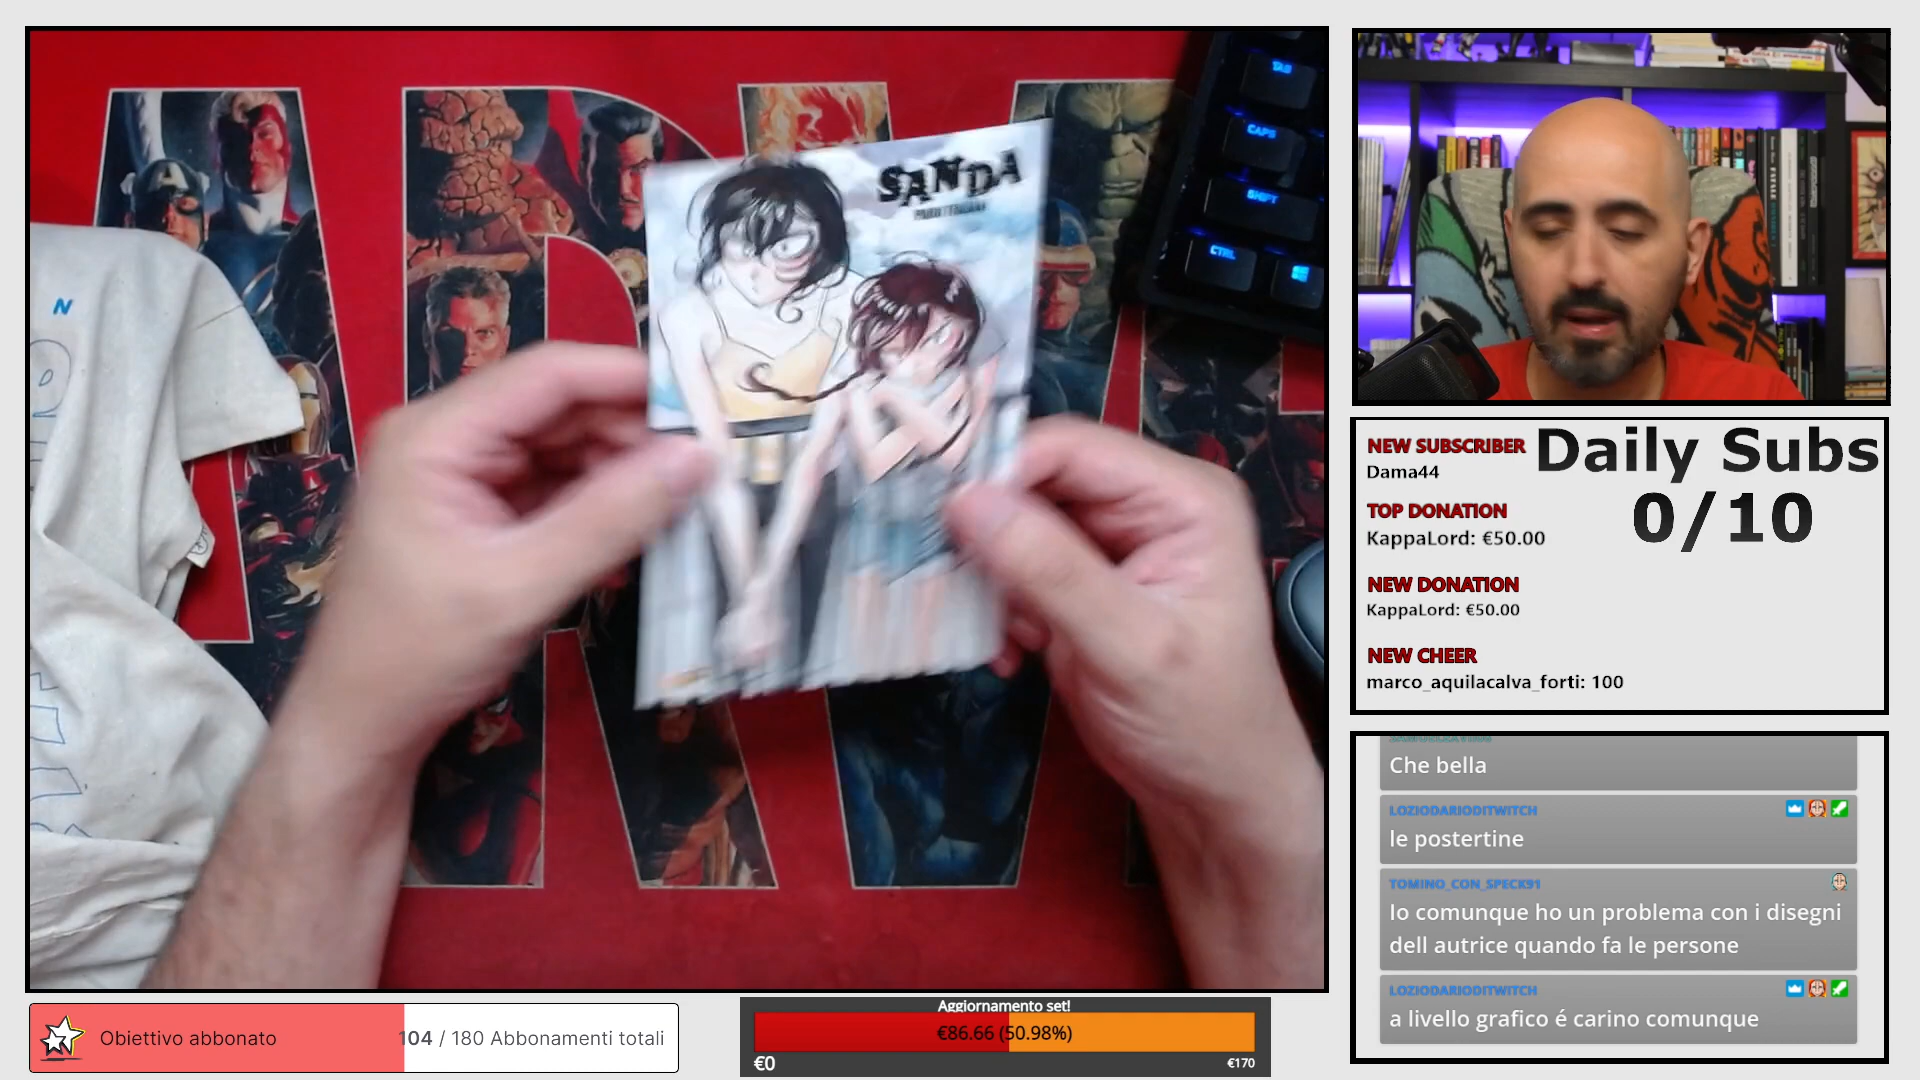 TAB
CAPS
SHIFT
CTRL
N
SANDA
NEW SUBSCRIBER
Dama44
Daily Subs
0/10
TOP DONATION
KappaLord: €50.00
NEW DONATION
KappaLord: €50.00
NEW CHEER
marco_aquilacalva_forti: 100
Che bella
LOZIODARIODITWITCH
le postertine
TOMINO_CON_SPECK91
Io comunque ho un problema con i disegni
dell autrice quando fa le persone
LOZIODARIODITWITCH
a livello grafico é carino comunque
Obiettivo abbonato
104 / 180 Abbonamenti totali
Aggiornamento set!
€86.66 (50.98%)
€0
€170